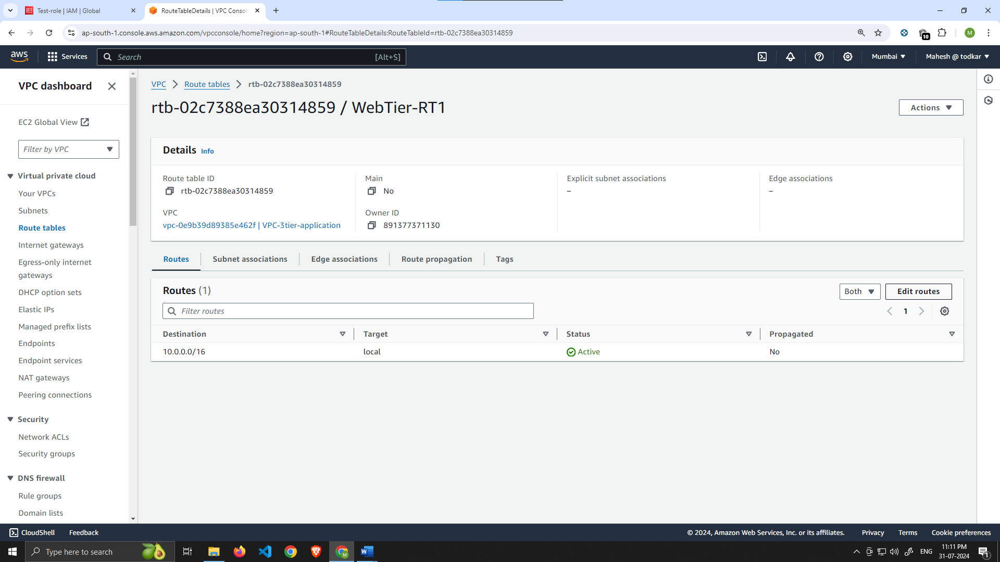 Test-role | IAM | Global
RouteTableDetails | VPC Consol
ap-south-1.console.aws.amazon.com/vpcconsole/home?region=ap-south-1#RouteTableDetails:RouteTableId=rtb-02c7388ea30314859
10
M
aws
Services
Search
[Alt+S]
Mumbai
Mahesh @ todkar
VPC dashboard
EC2 Global View
Filter by VPC
Virtual private cloud
Your VPCs
Subnets
Route tables
Internet gateways
Egress-only internet
gateways
DHCP option sets
Elastic IPs
Managed prefix lists
Endpoints
Endpoint services
NAT gateways
Peering connections
Security
Network ACLs
Security groups
DNS firewall
Rule groups
Domain lists
VPC
Route tables
rtb-02c7388ea30314859
rtb-02c7388ea30314859 / WebTier-RT1
Actions
Details Info
Route table ID
rtb-02c7388ea30314859
Main
No
Explicit subnet associations
–
Edge associations
–
VPC
vpc-0e9b39d89385e462f | VPC-3tier-application
Owner ID
891377371130
Routes
Subnet associations
Edge associations
Route propagation
Tags
Routes (1)
Both
Edit routes
Filter routes
1
Destination
Target
Status
Propagated
10.0.0.0/16
local
Active
No
CloudShell
Feedback
© 2024, Amazon Web Services, Inc. or its affiliates.
Privacy
Terms
Cookie preferences
Type here to search
M
W
ENG
11:11 PM
31-07-2024
1